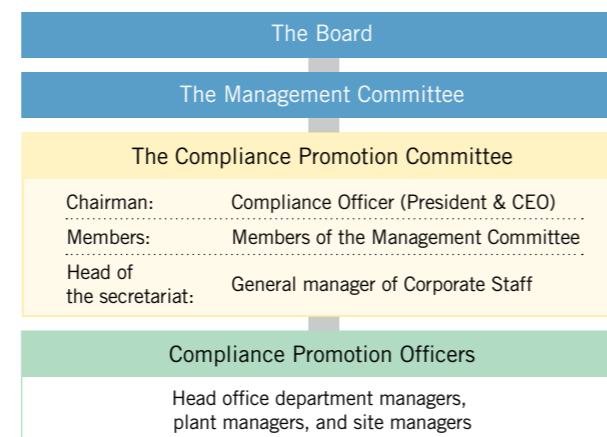 The Board
The Management Committee
The Compliance Promotion Committee
Chairman: Compliance Officer (President & CEO)
Members: Members of the Management Committee
Head of
the secretariat: General manager of Corporate Staff
Compliance Promotion Officers
Head office department managers,
plant managers, and site managers